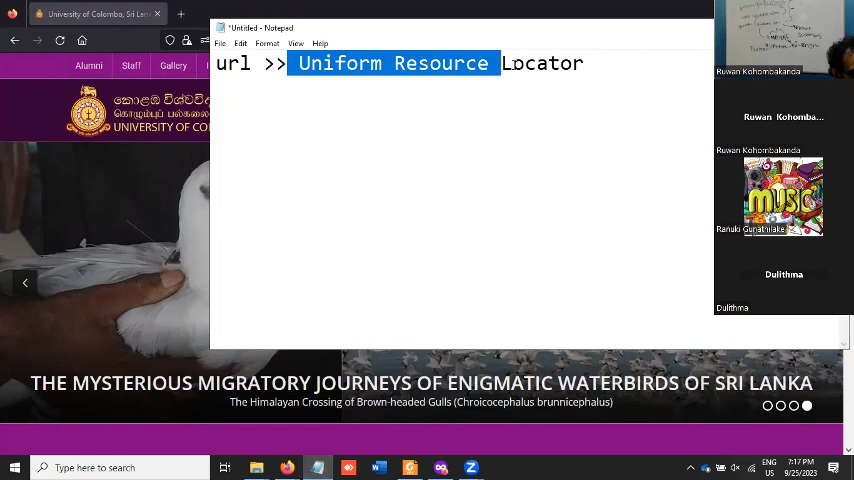 University of Colombo, Sri Lan
*Untitled - Notepad
File Edit Format View Help
url >> Uniform Resource Locator
Alumni Staff Gallery
කොළඹ විශ්වවිද
கொழும்பு பல்கலை
UNIVERSITY OF CO
Ruwan Kohombakanda
Ruwan Kohomba...
Ruwan Kohombakanda
MUSIC
Ranuki Gunathilake
Dulithma
Dulithma
THE MYSTERIOUS MIGRATORY JOURNEYS OF ENIGMATIC WATERBIRDS OF SRI LANKA
The Himalayan Crossing of Brown-headed Gulls (Chroicocephalus brunnicephalus)
Type here to search
ENG
US
7:17 PM
9/25/2023